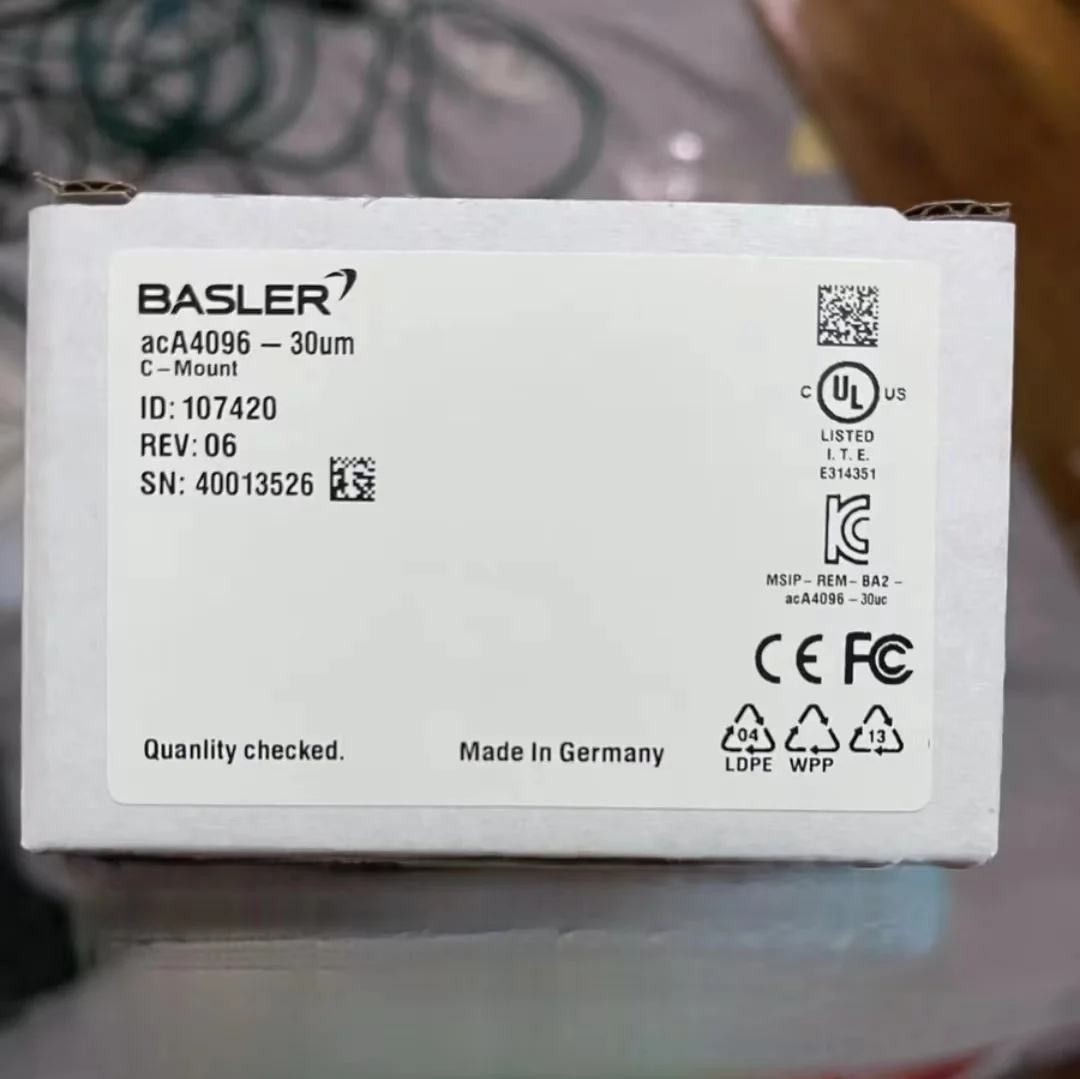 BASLER
acA4096 – 30um
C – Mount
ID: 107420
REV: 06
SN: 40013526
C UL US
LISTED
I. T. E.
E314351
KC
MSIP – REM – BA2 –
acA4096 – 30uc
CE FC
04 13
LDPE WPP
Quanlity checked.
Made In Germany